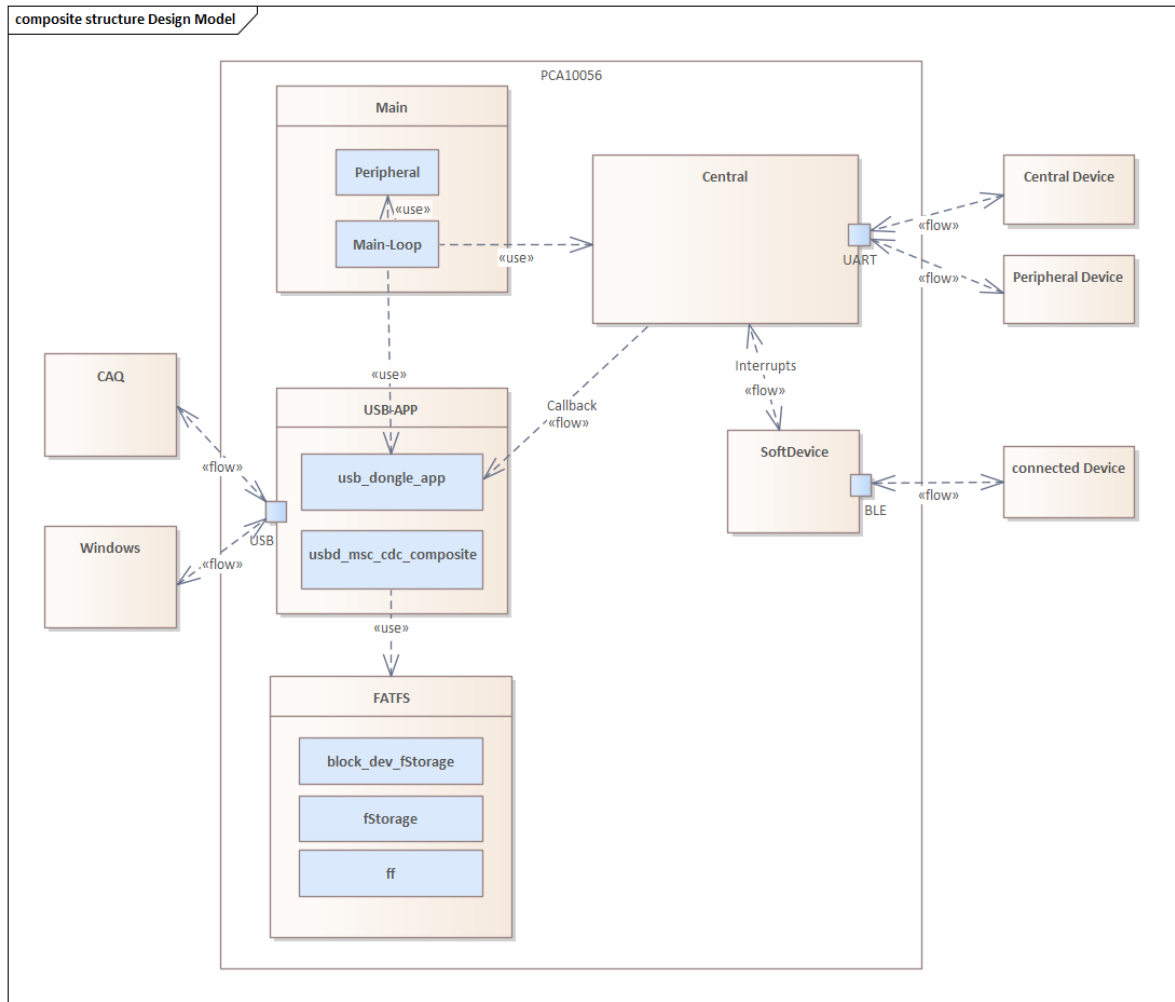 composite structure Design Model
PCA10056
Main
Peripheral
«use»
Main-Loop
«use»
Central
UART
Central Device
«flow»
Peripheral Device
«flow»
Interrupts
«flow»
Callback
«flow»
«use»
CAQ
«flow»
Windows
«flow»
USB
USB-APP
usb_dongle_app
usbd_msc_cdc_composite
«use»
SoftDevice
BLE
connected Device
«flow»
FATFS
block_dev_fStorage
fStorage
ff